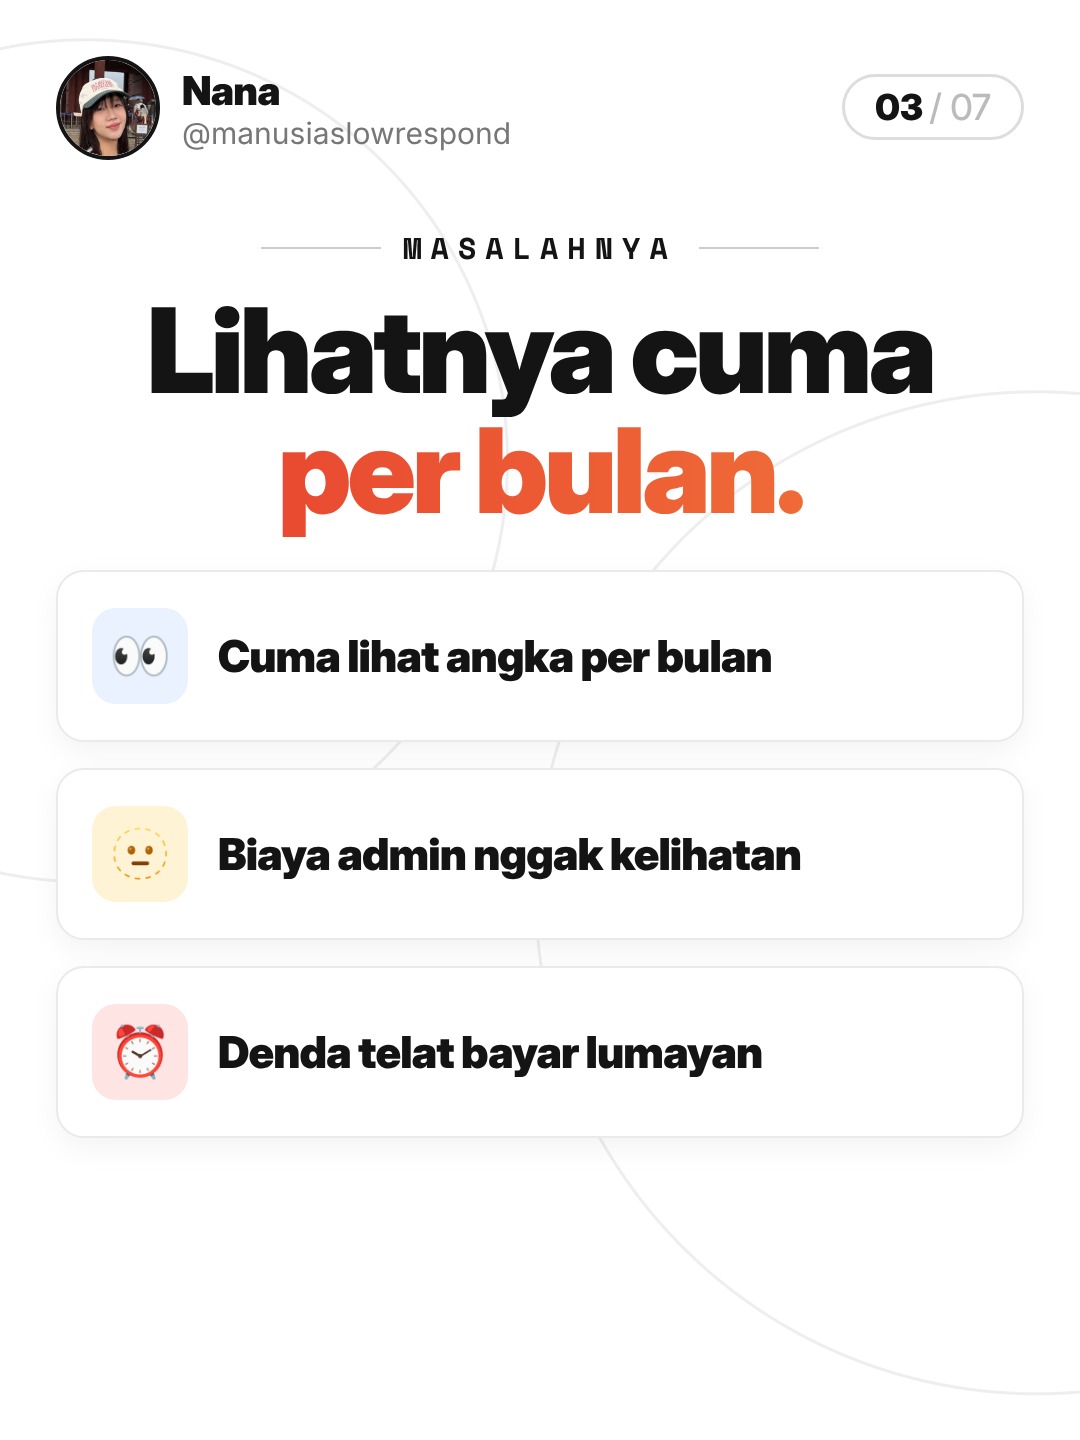 Nana
@manusiaslowrespond
03 / 07
MASALAHNYA
Lihatnya cuma
per bulan.
Cuma lihat angka per bulan
Biaya admin nggak kelihatan
Denda telat bayar lumayan